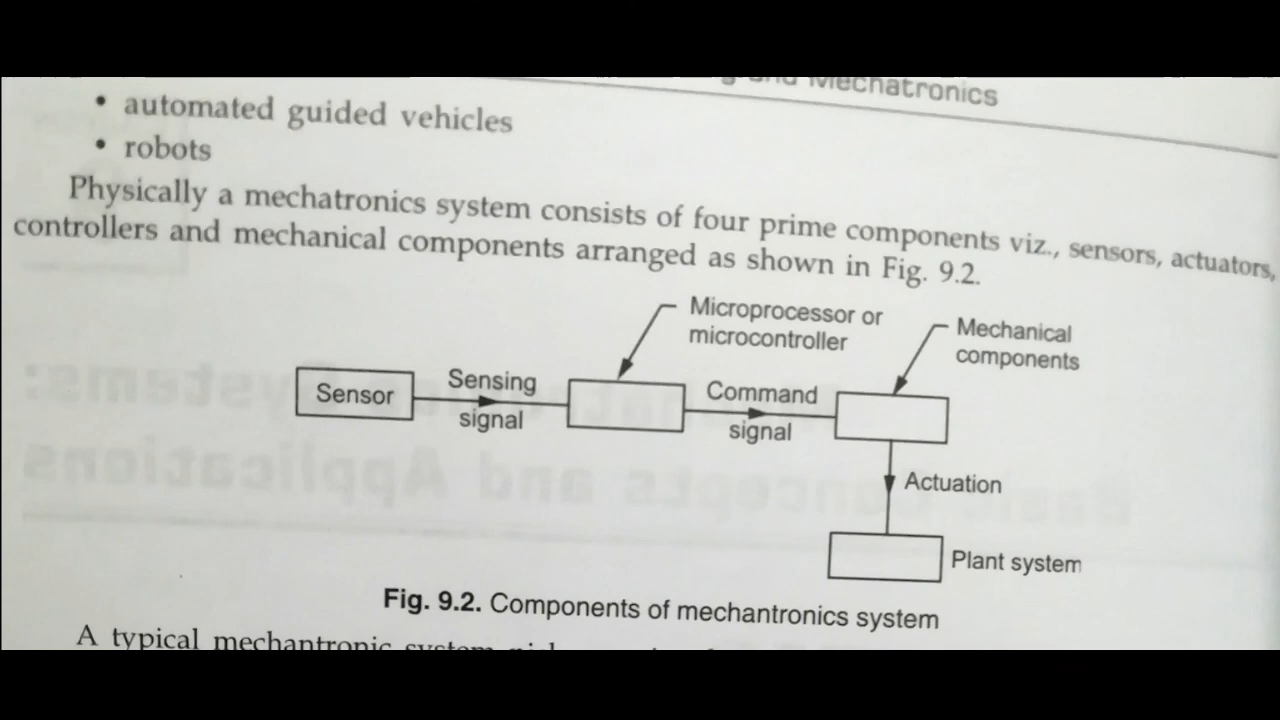 and Mechatronics
• automated guided vehicles
• robots
Physically a mechatronics system consists of four prime components viz., sensors, actuators,
controllers and mechanical components arranged as shown in Fig. 9.2.
Microprocessor or
microcontroller
Mechanical
components
Sensor
Sensing
signal
Command
signal
Actuation
Plant system
Fig. 9.2. Components of mechantronics system
A typical mechantronic system